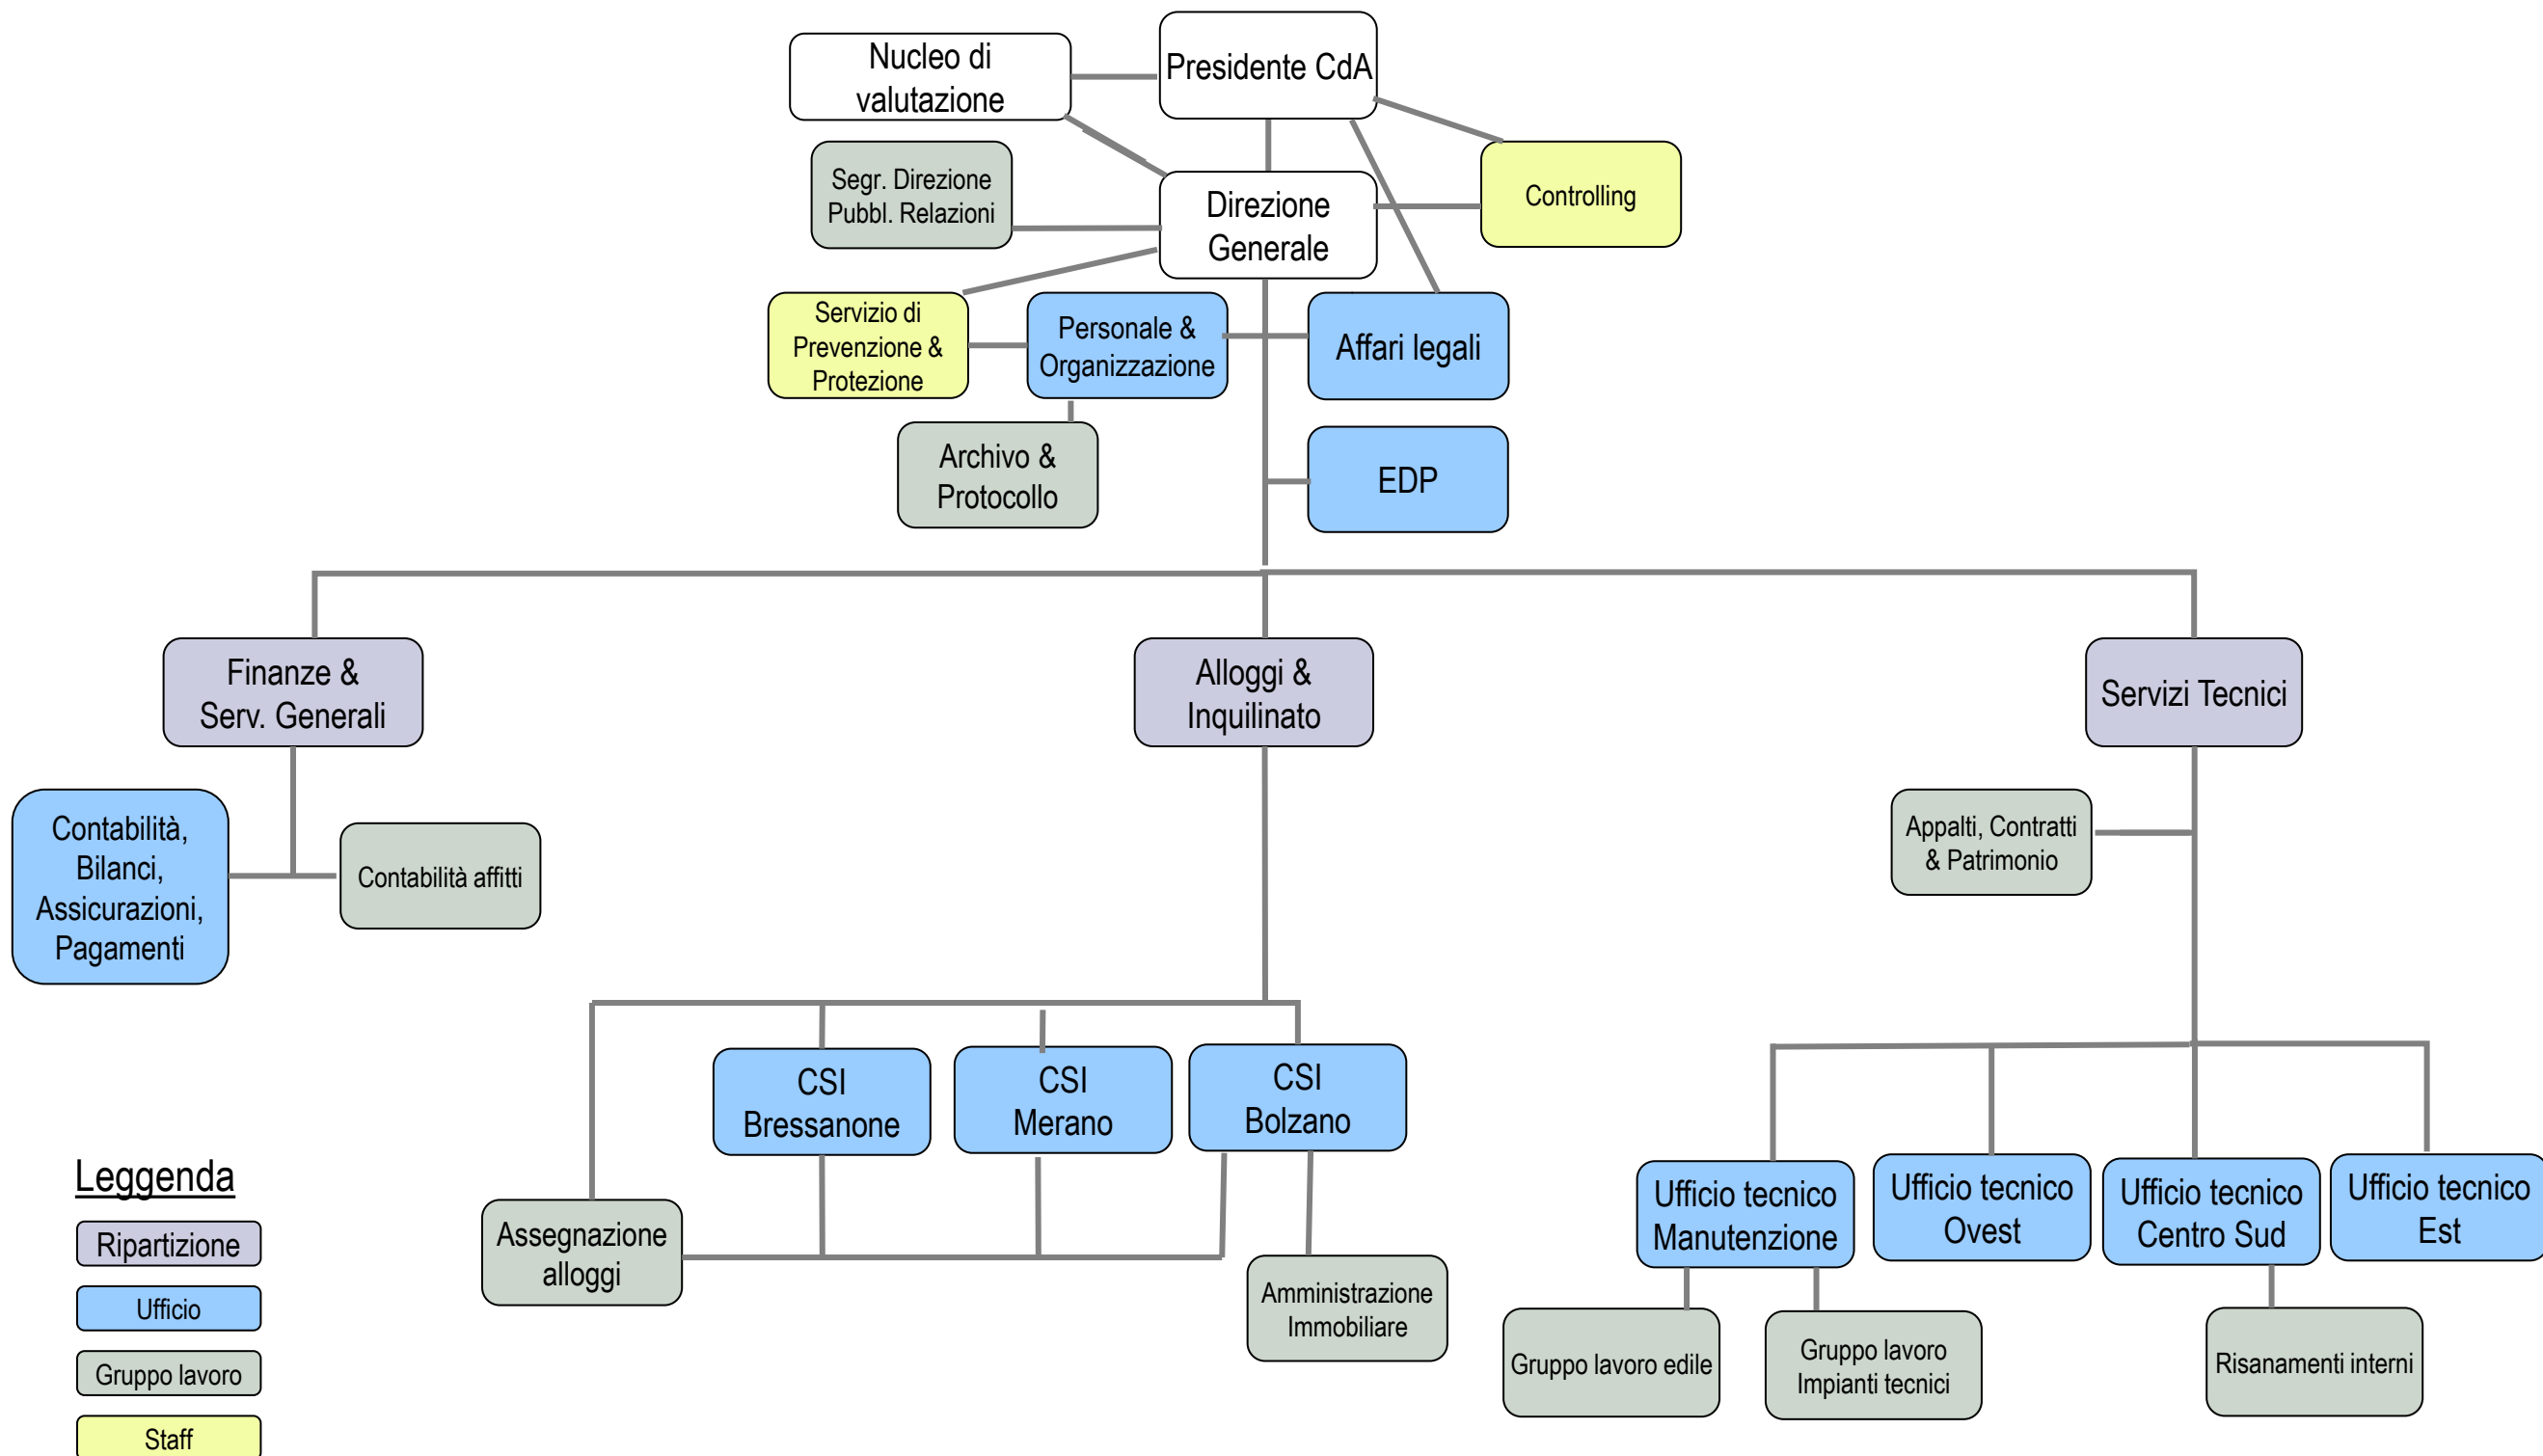 Nucleo di
valutazione
Presidente CdA
Segr. Direzione
Pubbl. Relazioni
Direzione
Generale
Controlling
Servizio di
Prevenzione &
Protezione
Personale &
Organizzazione
Affari legali
Archivo &
Protocollo
EDP
Finanze &
Serv. Generali
Alloggi &
Inquilinato
Servizi Tecnici
Contabilità,
Bilanci,
Assicurazioni,
Pagamenti
Contabilità affitti
Appalti, Contratti
& Patrimonio
CSI
Bressanone
CSI
Merano
CSI
Bolzano
Assegnazione
alloggi
Amministrazione
Immobiliare
Ufficio tecnico
Manutenzione
Ufficio tecnico
Ovest
Ufficio tecnico
Centro Sud
Ufficio tecnico
Est
Gruppo lavoro edile
Gruppo lavoro
Impianti tecnici
Risanamenti interni
Leggenda
Ripartizione
Ufficio
Gruppo lavoro
Staff